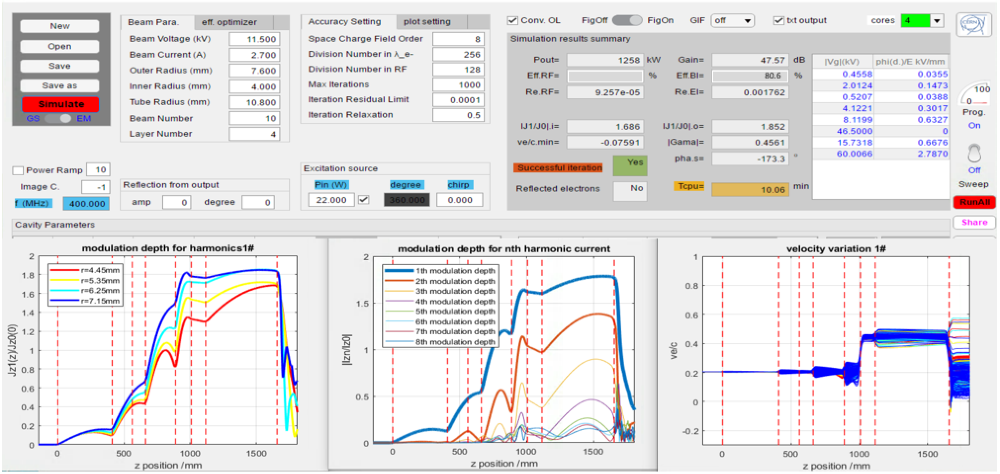 New
Open
Save
Save as
Simulate
GS EM
Beam Para. eff. optimizer
Beam Voltage (kV) 11.500
Beam Current (A) 2.700
Outer Radius (mm) 7.600
Inner Radius (mm) 4.000
Tube Radius (mm) 10.800
Beam Number 10
Layer Number 4
Accuracy Setting plot setting
Space Charge Field Order 8
Division Number in λ_e- 256
Division Number in RF 128
Max Iterations 1000
Iteration Residual Limit 0.0001
Iteration Relaxation 0.5
Conv. OL FigOff FigOn GIF off txt output cores 4
CERN
Simulation results summary
Pout= 1258 kW Gain= 47.57 dB
Eff.RF= % Eff.BI= 80.6 %
Re.RF= 9.257e-05 Re.EI= 0.001762
IJ1/J0|.i= 1.686 IJ1/J0|.o= 1.852
ve/c.min= -0.07591 |Gama|= 0.4561
pha.s= -173.3 °
Successful iteration Yes
Reflected electrons No
Tcpu= 10.06 min
|Vg|(kV) phi(d.)/E kV/mm
0.4558 0.0355
2.0124 0.1473
0.5207 0.0388
4.1221 0.3017
8.1199 0.6327
46.5000 0
15.7318 0.6676
60.0066 2.7870
100
0
Prog.
On
Off
Sweep
RunAll
Share
Power Ramp 10
Image C. -1
f (MHz) 400.000
Reflection from output
amp 0 degree 0
Excitation source
Pin (W) degree chirp
22.000 360.000 0.000
Cavity Parameters
modulation depth for harmonics1#
r=4.45mm
r=5.35mm
r=6.25mm
r=7.15mm
Jz1(z)/Jz0(0)
2
1.8
1.6
1.4
1.2
1
0.8
0.6
0.4
0.2
0
0 500 1000 1500
z position /mm
modulation depth for nth harmonic current
1th modulation depth
2th modulation depth
3th modulation depth
4th modulation depth
5th modulation depth
6th modulation depth
7th modulation depth
8th modulation depth
|Izn/Iz0|
2
1.5
1
0.5
0
0 500 1000 1500
z position /mm
velocity variation 1#
ve/c
1
0.8
0.6
0.4
0.2
0
-0.2
0 500 1000 1500
z position /mm